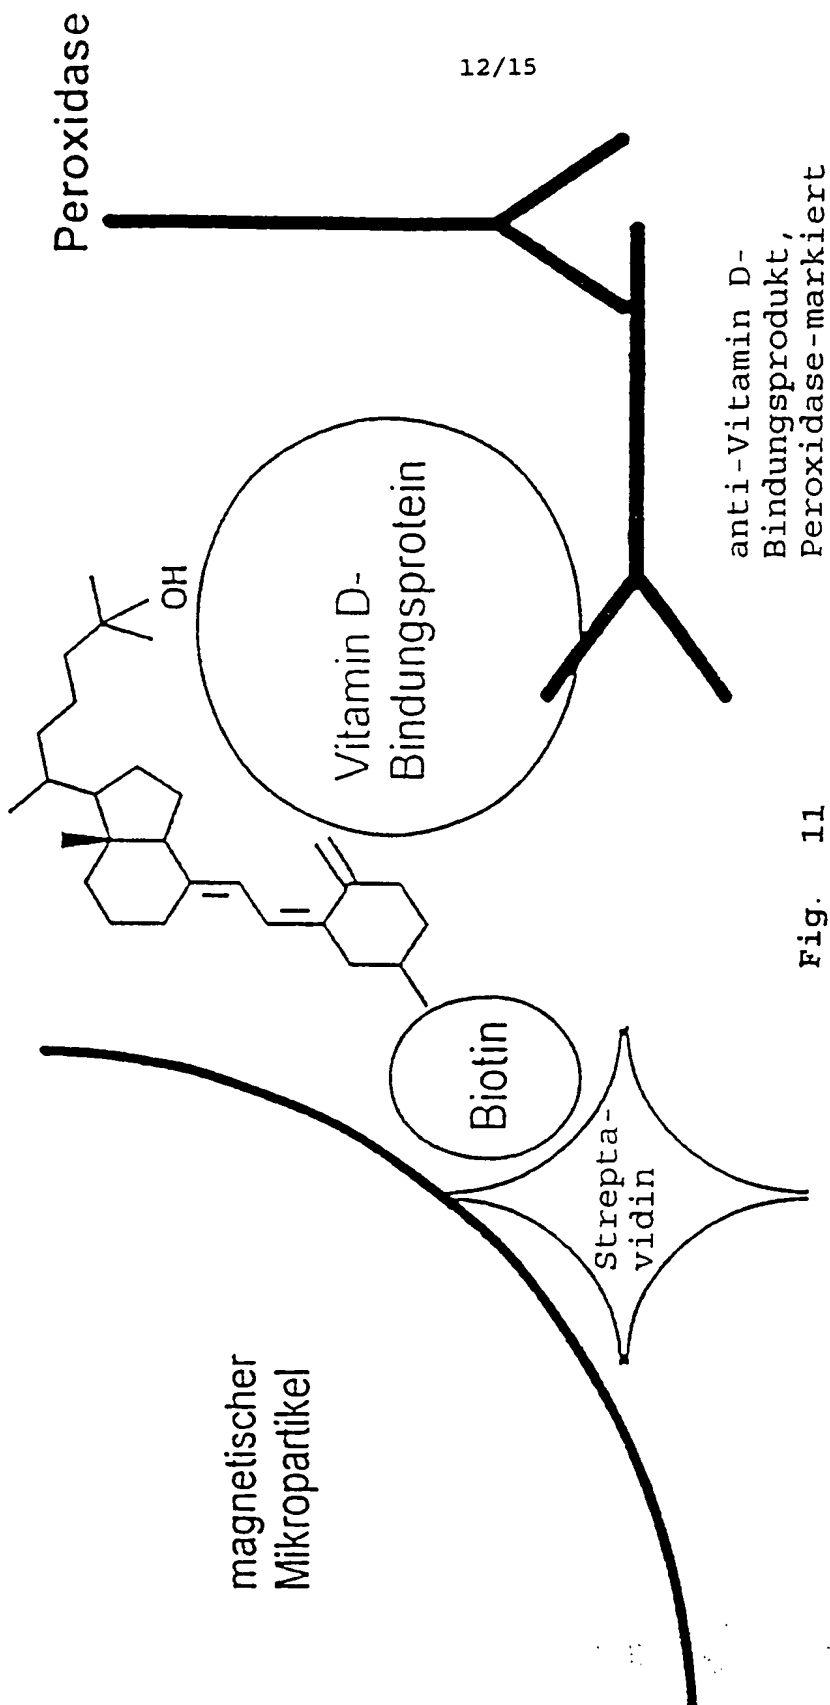 12/15
Peroxidase
OH
Vitamin D-
Bindungsprotein
magnetischer
Mikropartikel
Biotin
Strepta-
vidin
anti-Vitamin D-
Bindungsprodukt,
Peroxidase-markiert
Fig. 11